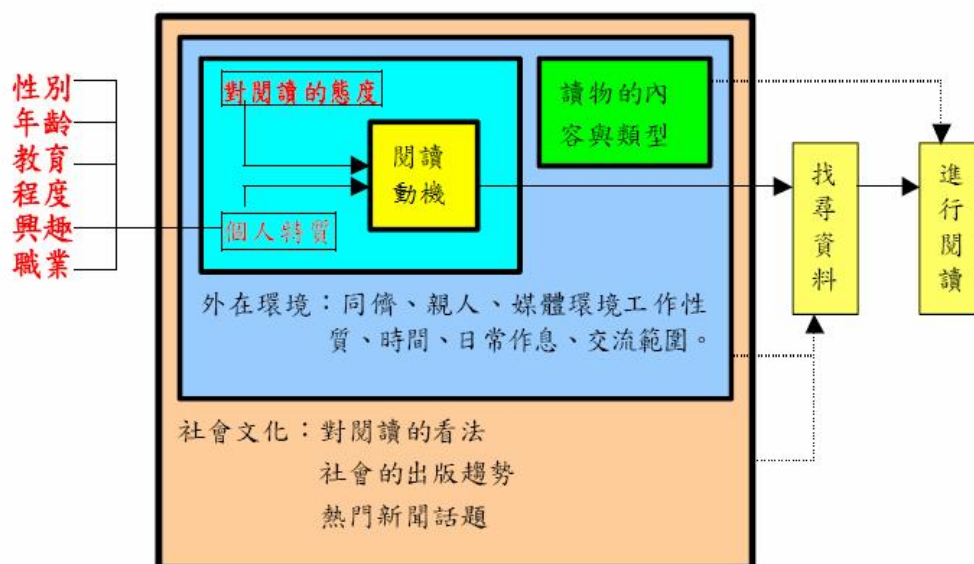 性別
年齡
教育
程度
興趣
職業
對閱讀的態度
個人特質
閱讀
動機
讀物的內
容與類型
外在環境：同儕、親人、媒體環境工作性
質、時間、日常作息、交流範圍。
社會文化：對閱讀的看法
社會的出版趨勢
熱門新聞話題
找尋資料
進行閱讀